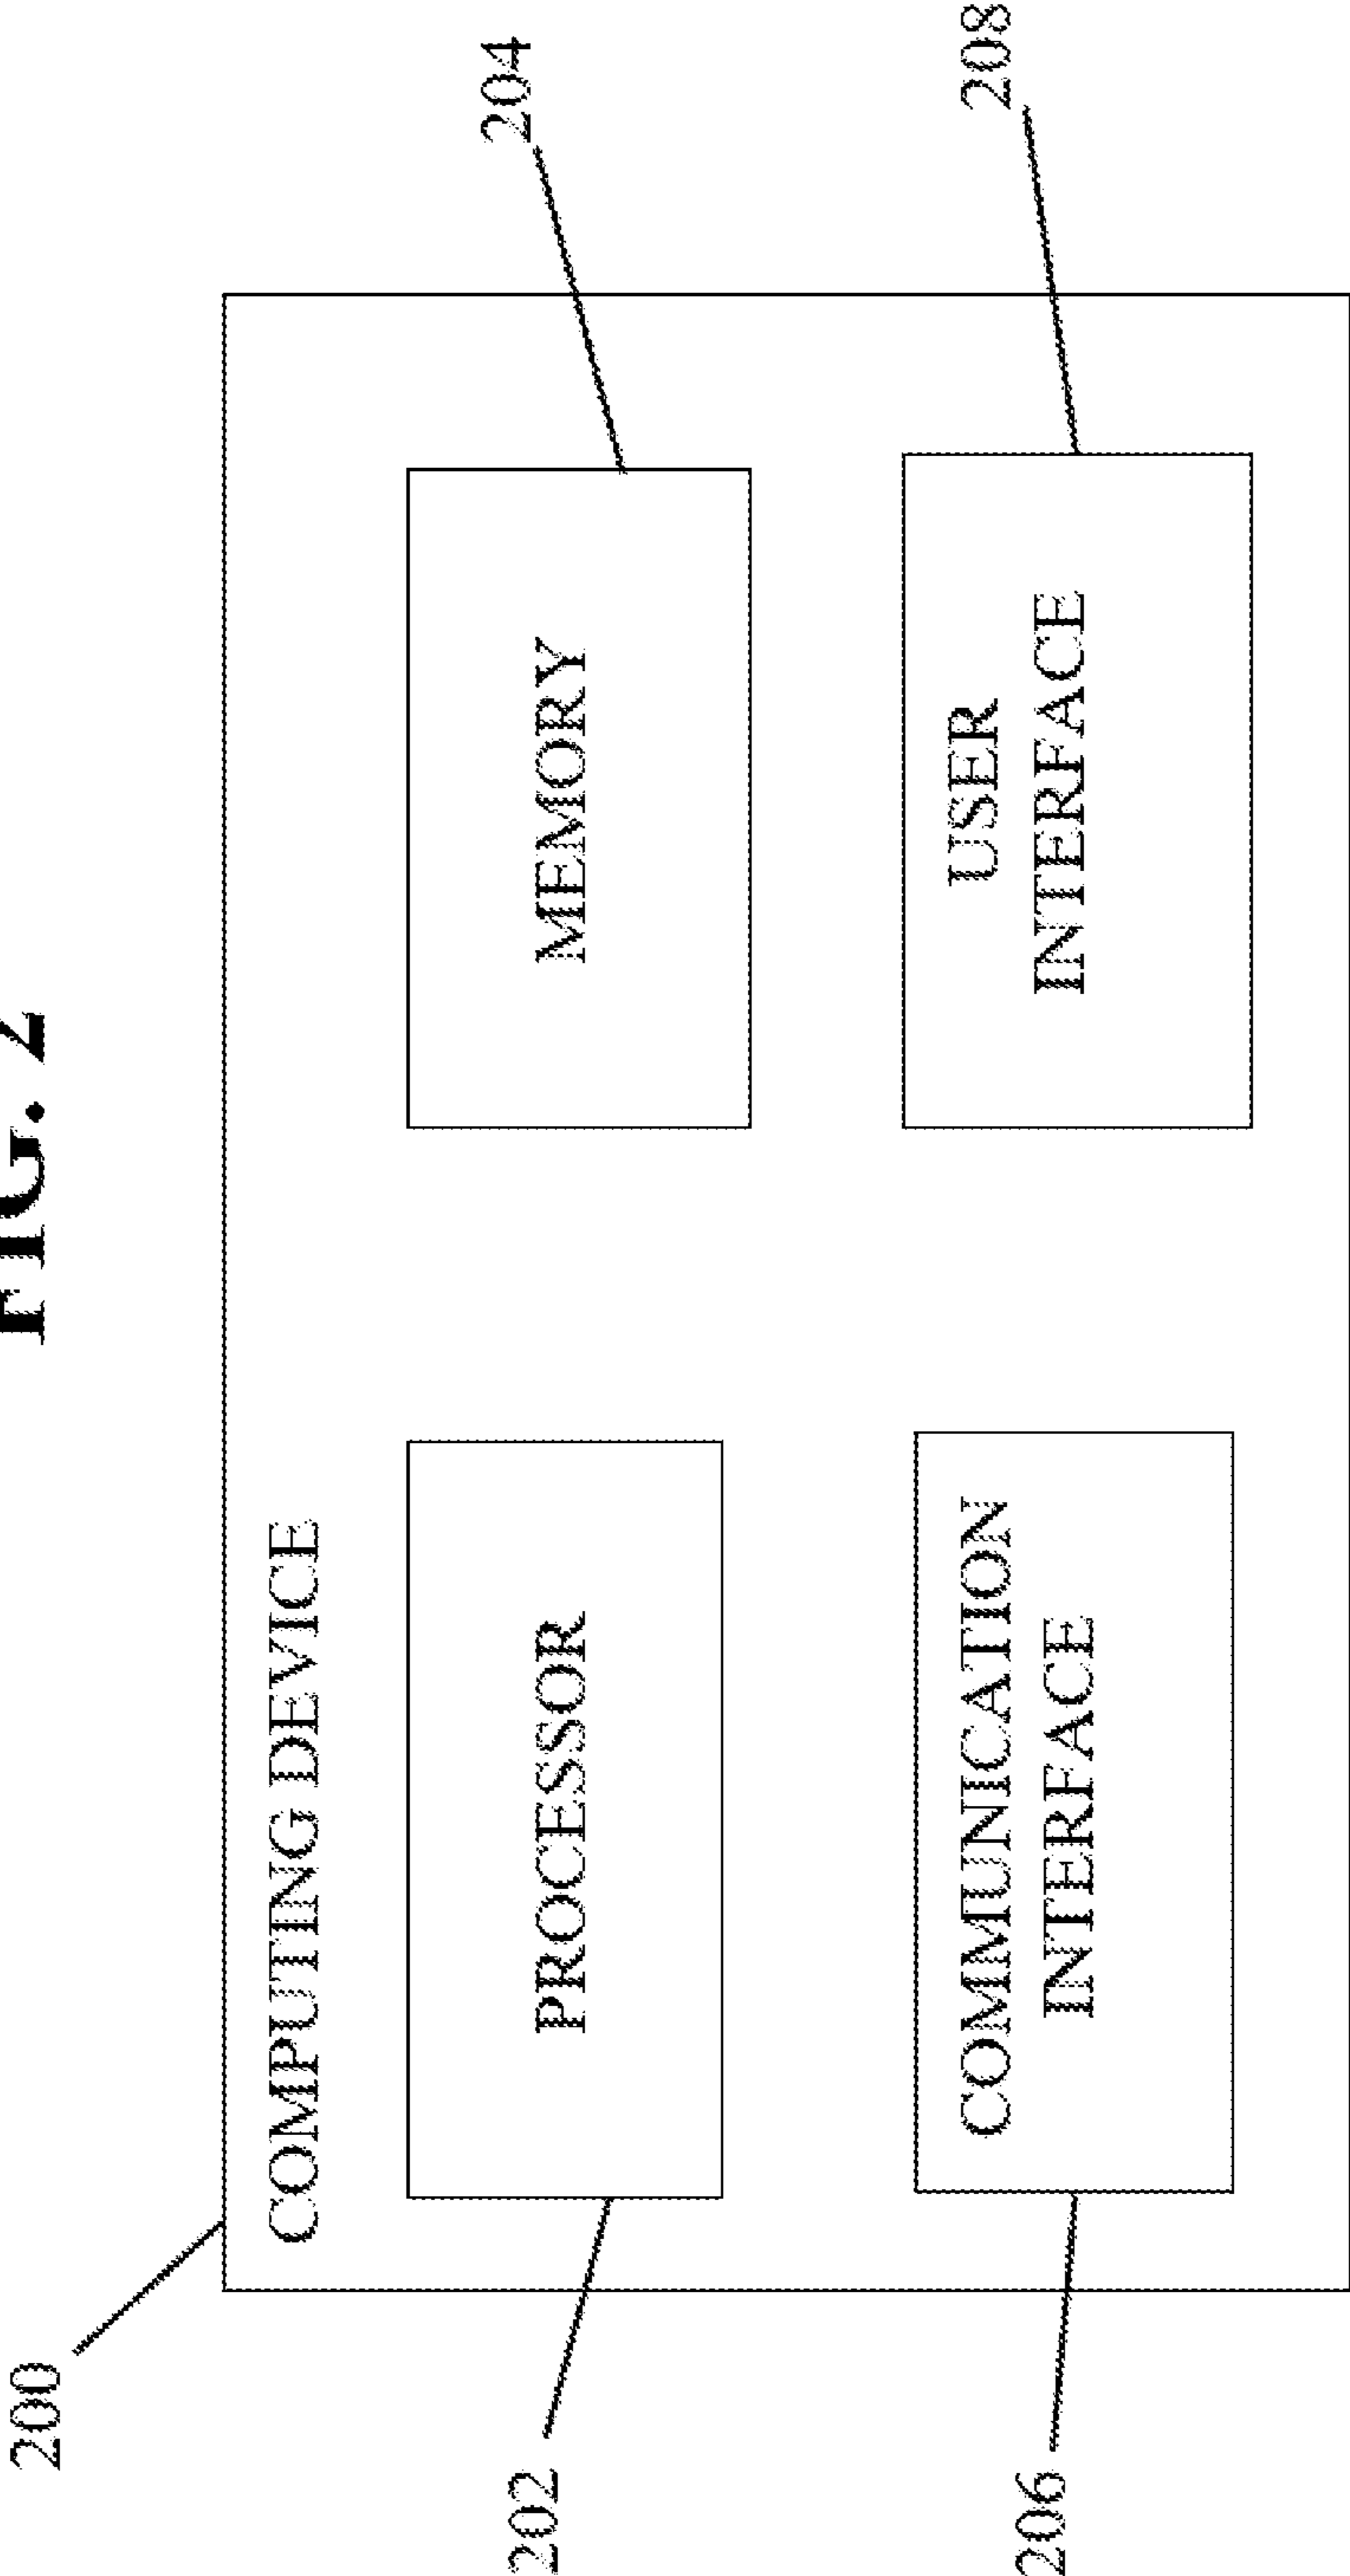 FIG. 2
200
COMPUTING DEVICE
202
PROCESSOR
MEMORY
204
206
COMMUNICATION
INTERFACE
USER
INTERFACE
208